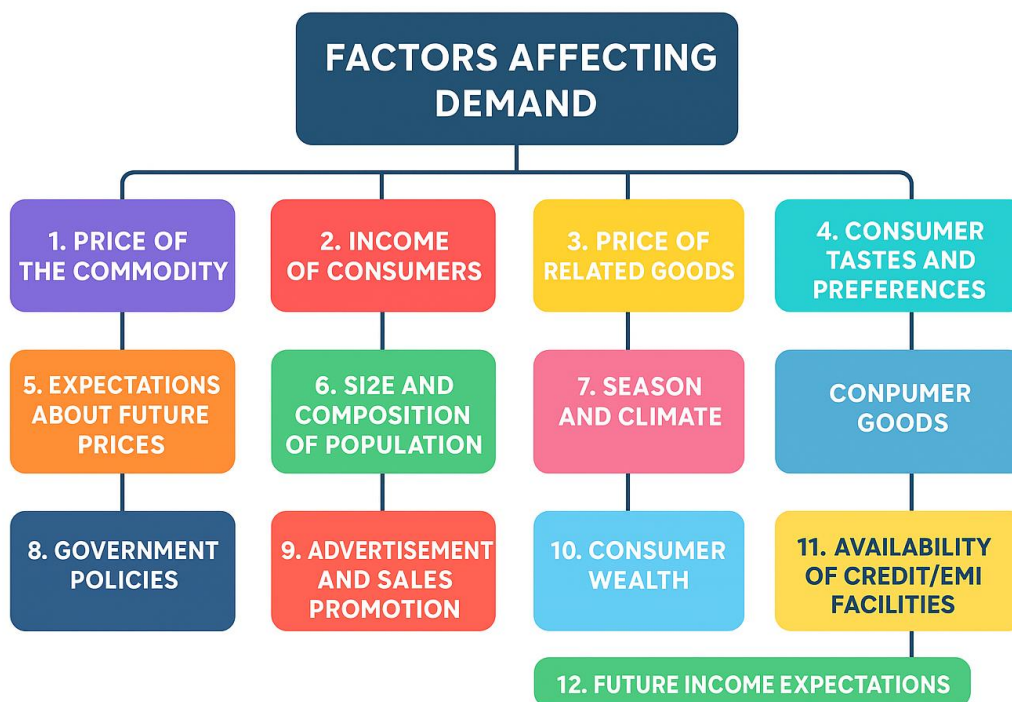 FACTORS AFFECTING
DEMAND
1. PRICE OF
THE COMMODITY
2. INCOME
OF CONSUMERS
3. PRICE OF
RELATED GOODS
4. CONSUMER
TASTES AND
PREFERENCES
5. EXPECTATIONS
ABOUT FUTURE
PRICES
6. SI2E AND
COMPOSITION
OF POPULATION
7. SEASON
AND CLIMATE
CONPUMER
GOODS
8. GOVERNMENT
POLICIES
9. ADVERTISEMENT
AND SALES
PROMOTION
10. CONSUMER
WEALTH
11. AVAILABILITY
OF CREDIT/EMI
FACILITIES
12. FUTURE INCOME EXPECTATIONS